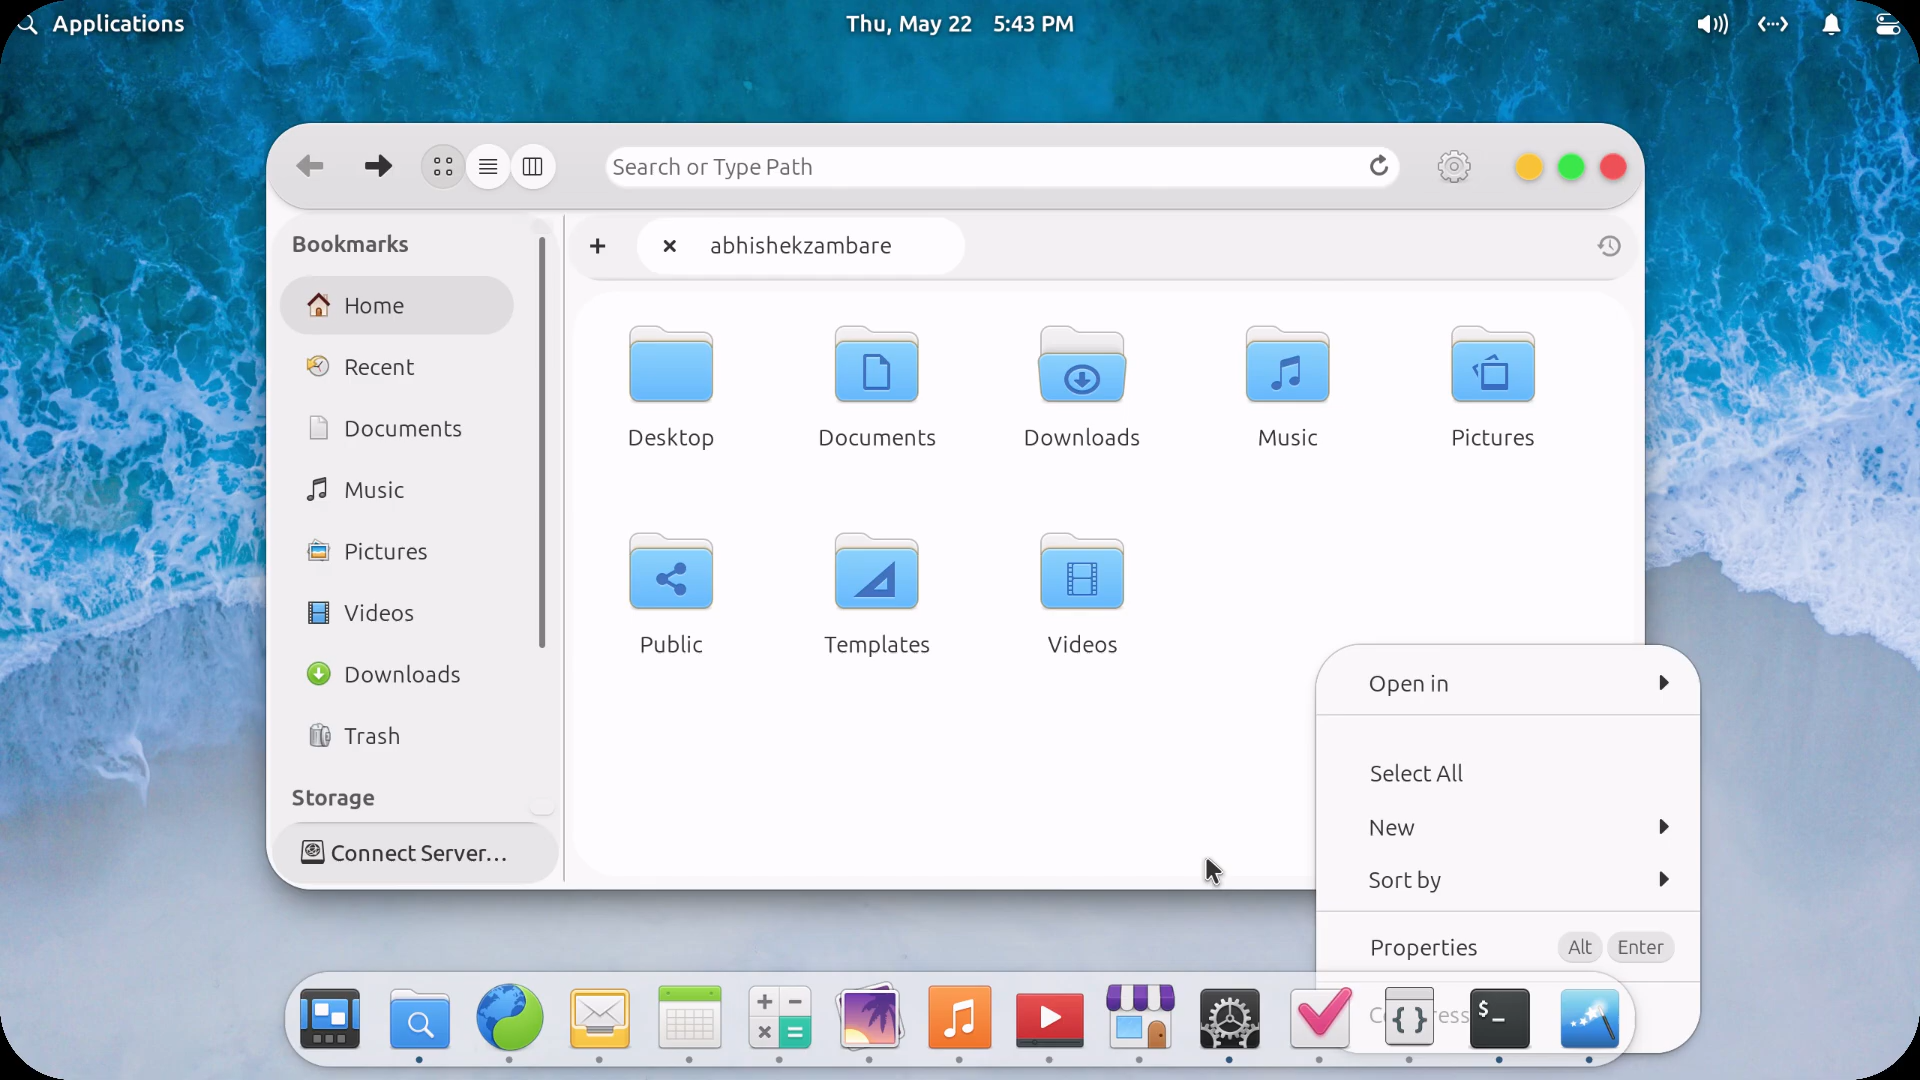 Applications
Thu, May 22 5:43 PM
Search or Type Path
Bookmarks
Home
Recent
Documents
Music
Pictures
Videos
Downloads
Trash
Storage
Connect Server...
abhishekzambare
Desktop
Documents
Downloads
Music
Pictures
Public
Templates
Videos
Open in
Select All
New
Sort by
Properties Alt Enter
$_